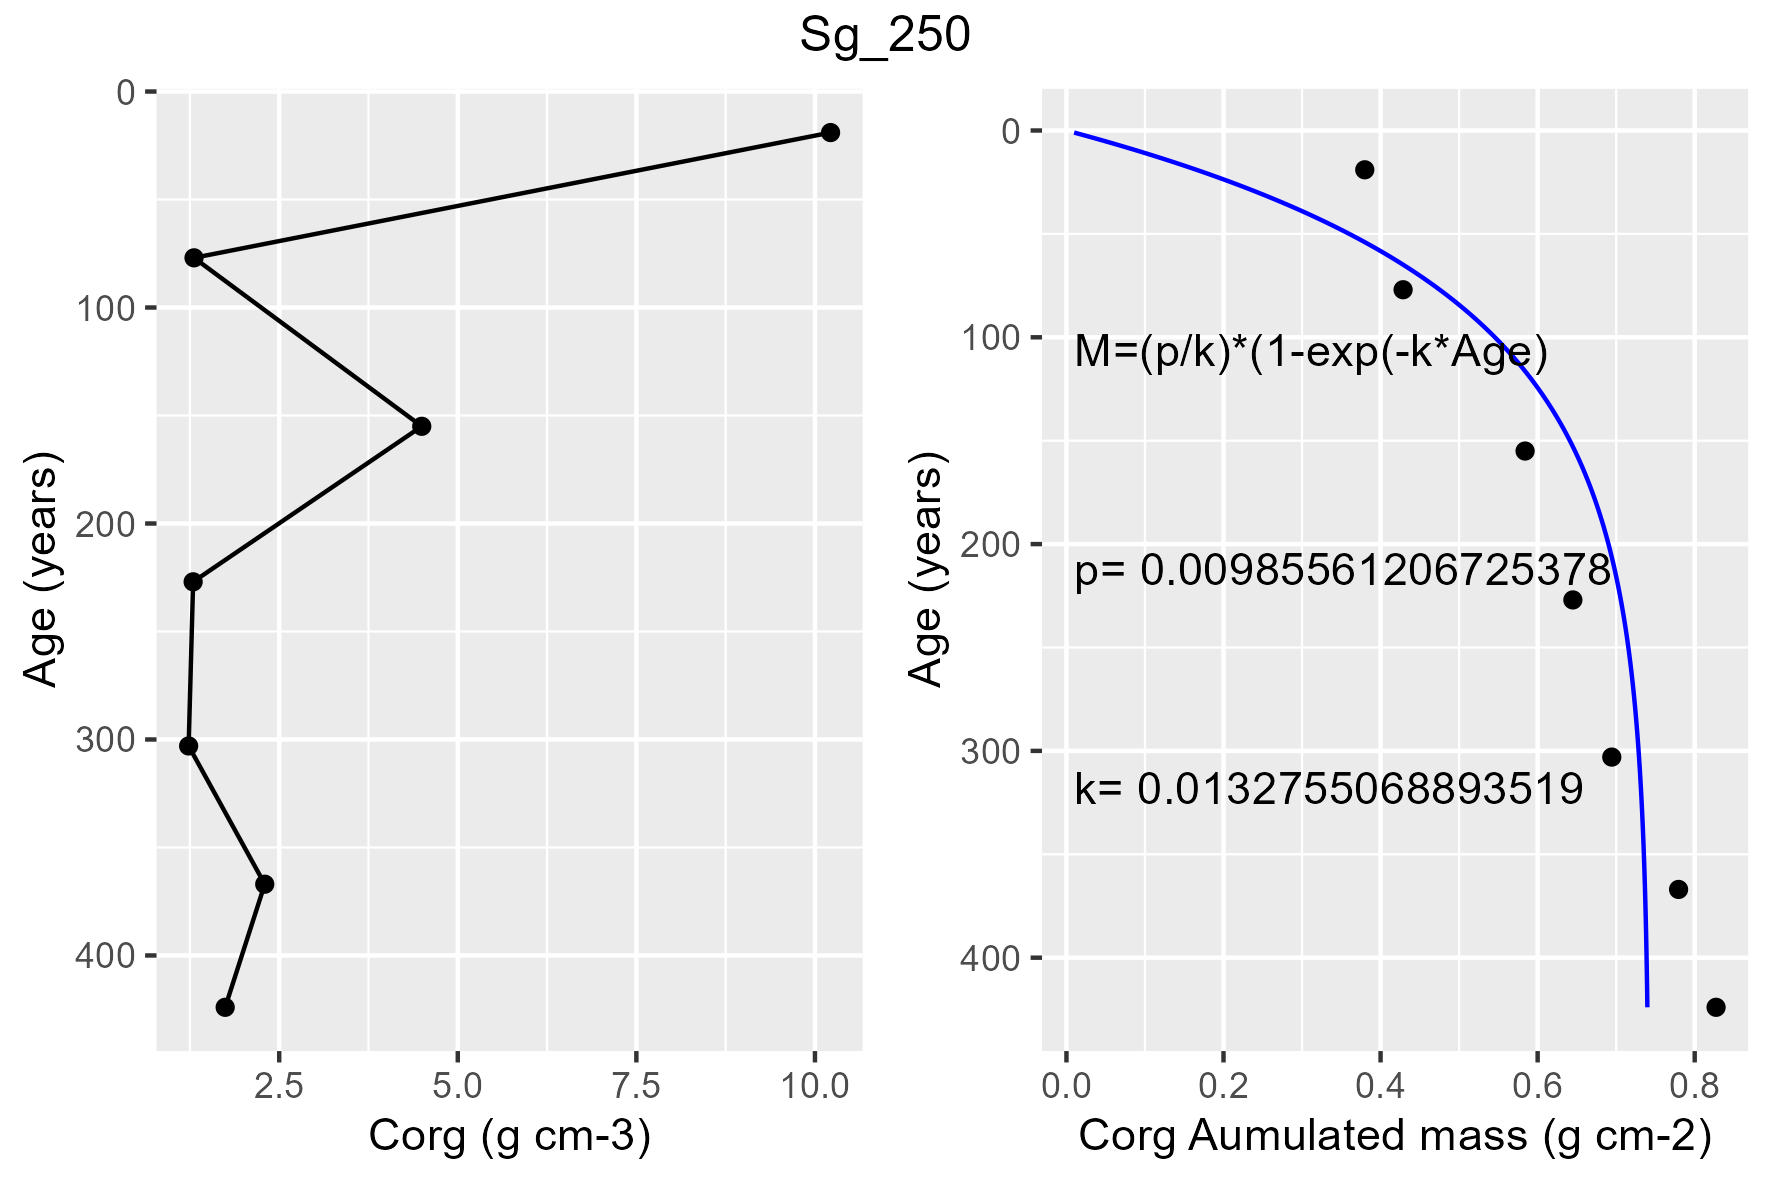 Sg_250
Age (years)
0
100
200
300
400
2.5
5.0
7.5
10.0
Corg (g cm-3)
Age (years)
0
100
200
300
400
M=(p/k)*(1-exp(-k*Age)
p= 0.00985561206725378
k= 0.0132755068893519
0.0
0.2
0.4
0.6
0.8
Corg Aumulated mass (g cm-2)